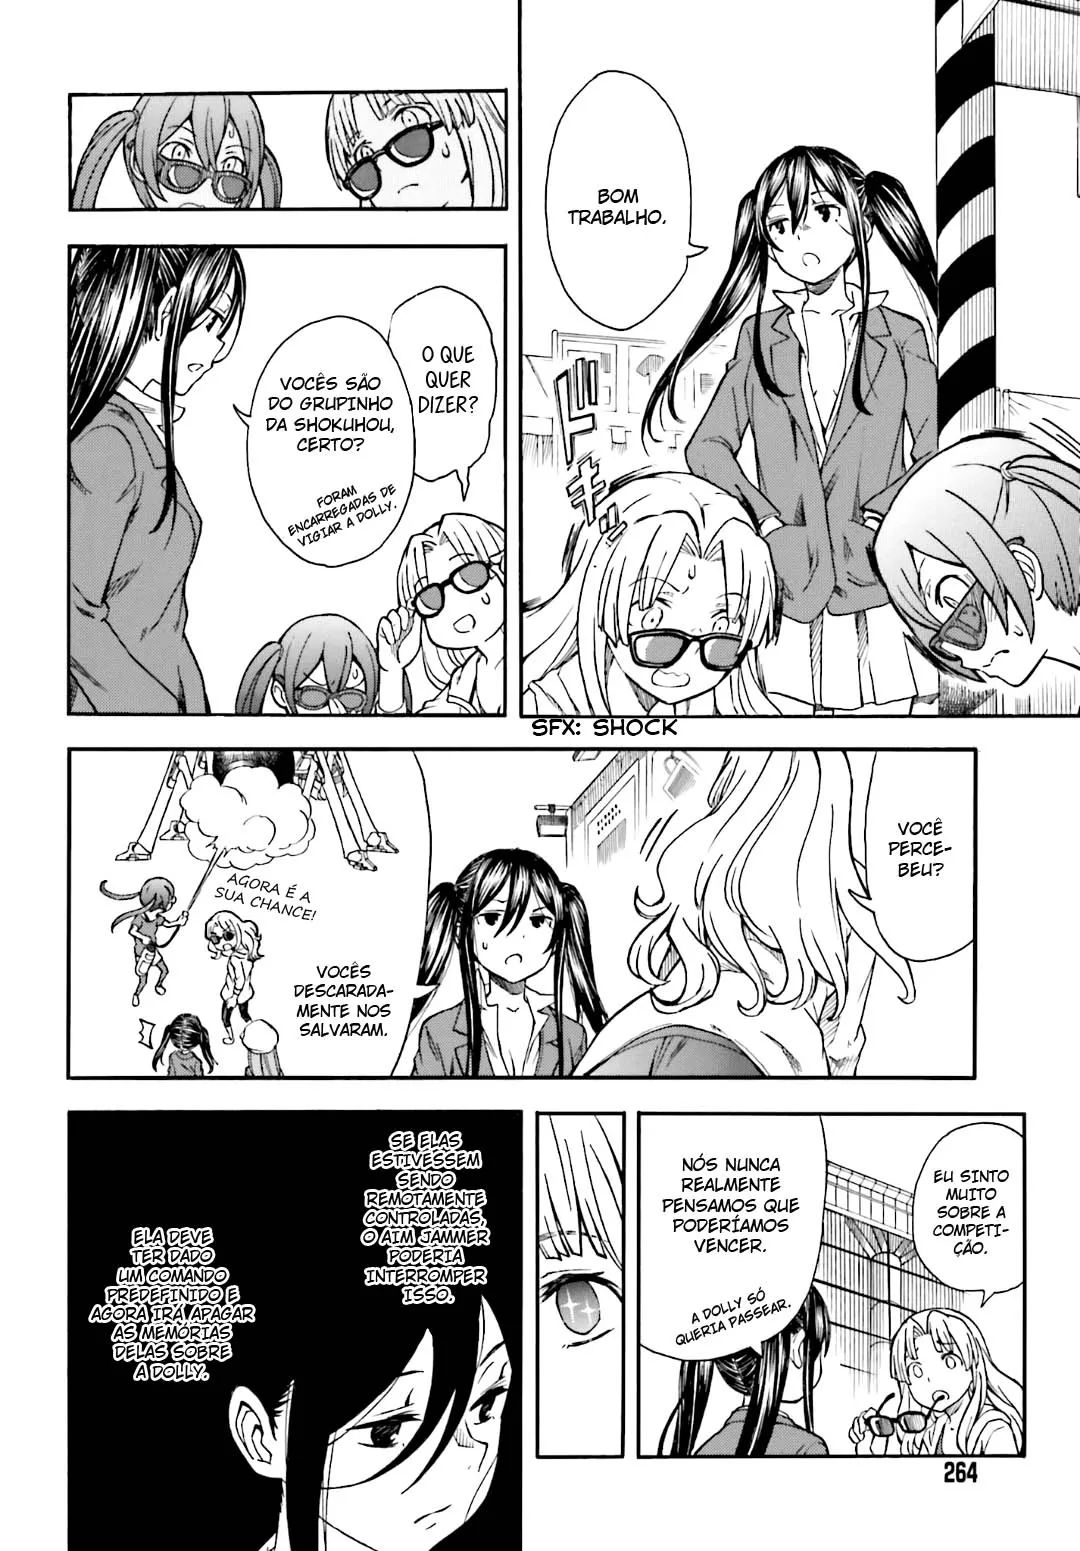 BOM
TRABALHO.
ドキッ
SFX: SHOCK
O QUE
QUER
DIZER?
VOCÊS SÃO
DO GRUPINHO
DA SHOKUHOU,
CERTO?
FORAM
ENCARREGADAS DE
VIGIAR A DOLLY.
VOCÊ
PERCE-
BEU?
VOCÊS
DESCARADA-
MENTE NOS
SALVARAM.
AGORA É A
SUA CHANCE!
EU SINTO
MUITO
SOBRE A
COMPETI-
ÇÃO.
NÓS NUNCA
REALMENTE
PENSAMOS QUE
PODERÍAMOS
VENCER.
A DOLLY SÓ
QUERIA PASSEAR.
SE ELAS
ESTIVESSEM
SENDO
REMOTAMENTE
CONTROLADAS,
O AIM JAMMER
PODERIA
INTERROMPER
ISSO.
ELA DEVE
TER DADO
UM COMANDO
PREDEFINIDO E
AGORA IRÁ APAGAR
AS MEMÓRIAS
DELAS SOBRE
A DOLLY.
264